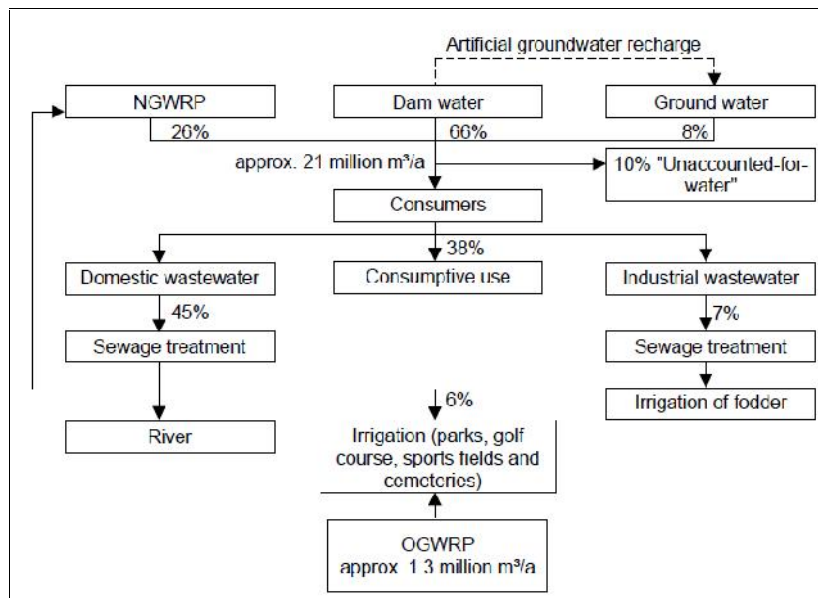 Artificial groundwater recharge
NGWRP
Dam water
Ground water
26%
66%
8%
approx. 21 million m³/a
10% "Unaccounted-for-
water"
Consumers
38%
Domestic wastewater
Consumptive use
Industrial wastewater
45%
7%
Sewage treatment
Sewage treatment
6%
Irrigation of fodder
River
Irrigation (parks, golf
course, sports fields and
cemeteries)
OGWRP
approx. 1.3 million m³/a